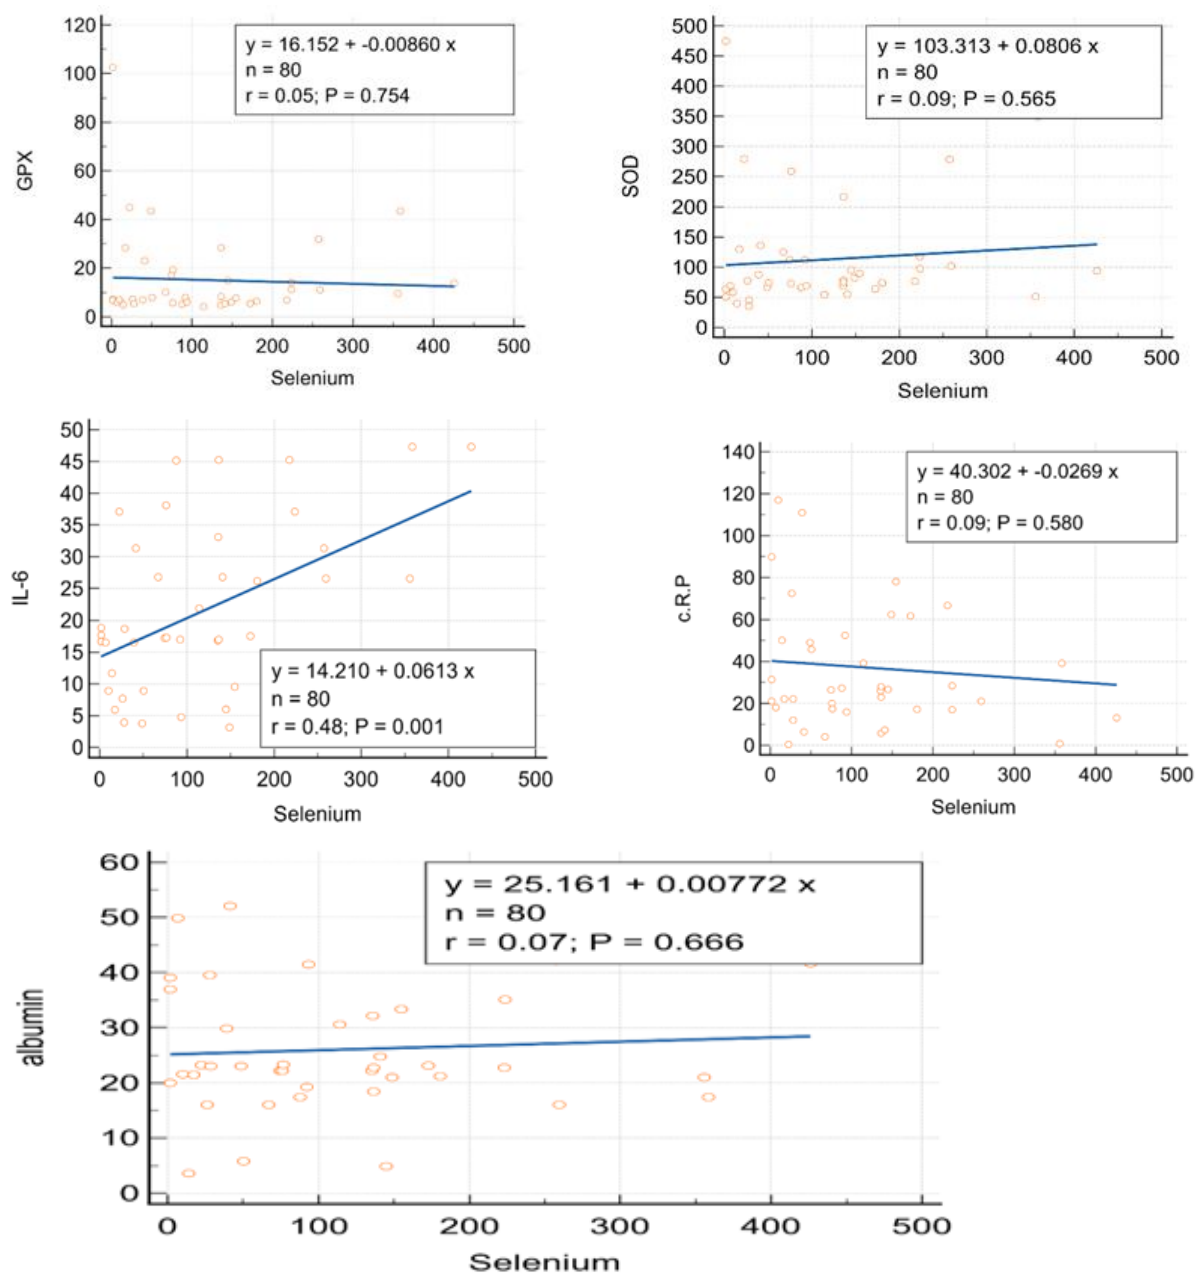 120
100
80
60
40
20
0
GPX
y = 16.152 + -0.00860 x
n = 80
r = 0.05; P = 0.754
0 100 200 300 400 500
Selenium
500
450
400
350
300
250
200
150
100
50
0
SOD
y = 103.313 + 0.0806 x
n = 80
r = 0.09; P = 0.565
0 100 200 300 400 500
Selenium
50
45
40
35
30
25
20
15
10
5
0
IL-6
y = 14.210 + 0.0613 x
n = 80
r = 0.48; P = 0.001
0 100 200 300 400 500
Selenium
140
120
100
80
60
40
20
0
c.R.P
y = 40.302 + -0.0269 x
n = 80
r = 0.09; P = 0.580
0 100 200 300 400 500
Selenium
60
50
40
30
20
10
0
albumin
y = 25.161 + 0.00772 x
n = 80
r = 0.07; P = 0.666
0 100 200 300 400 500
Selenium